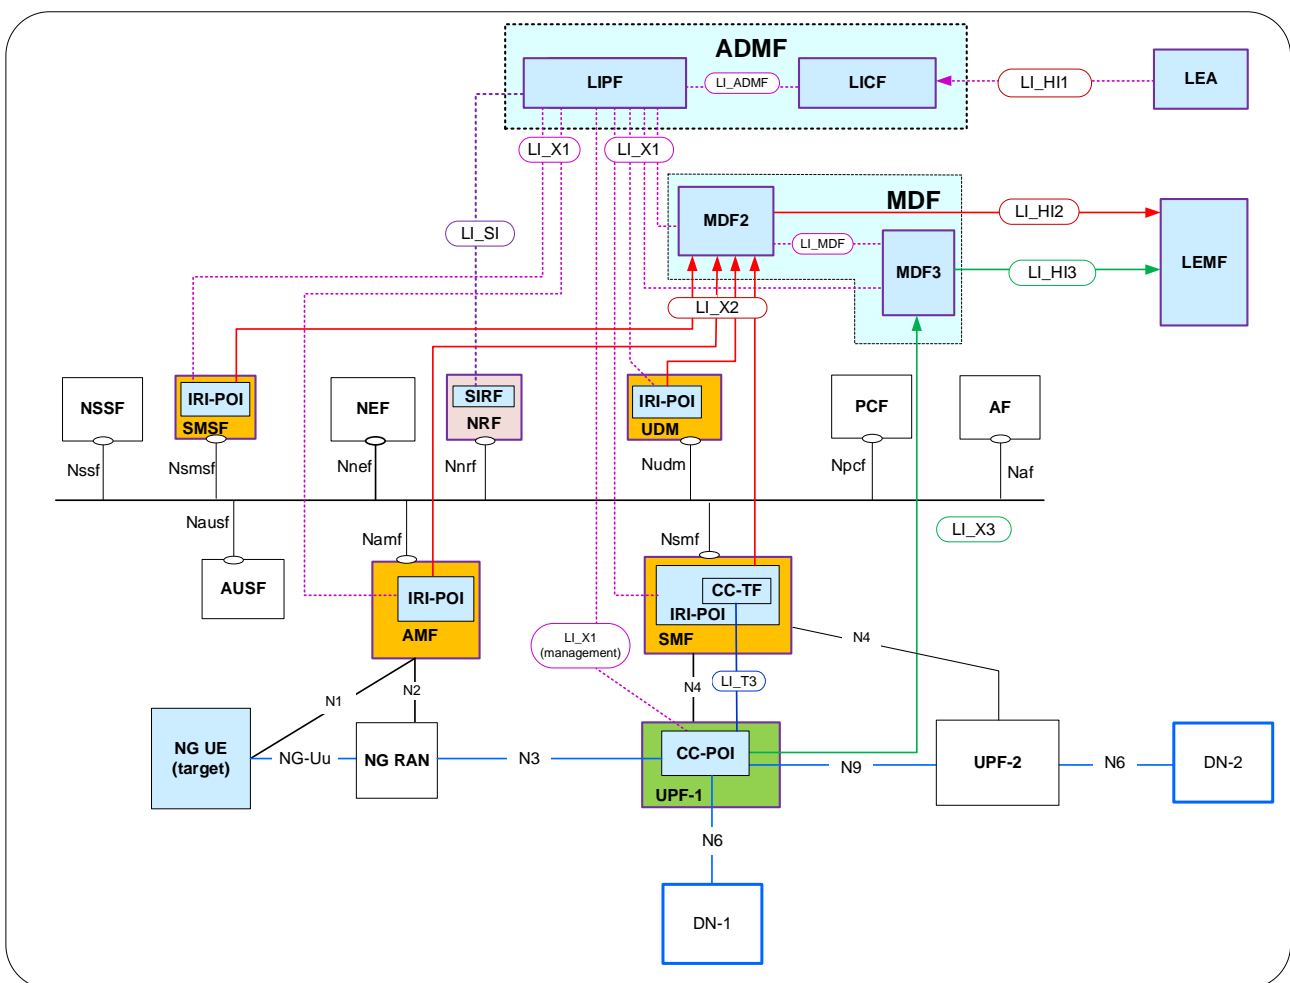 ADMF
LIPF
LI_ADMF
LICF
LI_HI1
LEA
LI_X1
LI_X1
MDF
MDF2
LI_HI2
LI_SI
LI_MDF
MDF3
LI_HI3
LEMF
LI_X2
NSSF
IRI-POI
SMSF
NEF
SIRF
NRF
IRI-POI
UDM
PCF
AF
Nssf
Nsmsf
Nnef
Nnrf
Nudm
Npcf
Naf
Nausf
Namf
Nsmf
LI_X3
AUSF
IRI-POI
AMF
CC-TF
IRI-POI
SMF
LI_X1
(management)
N4
N4
LI_T3
N1
N2
NG UE
(target)
NG-Uu
NG RAN
N3
CC-POI
UPF-1
N9
UPF-2
N6
DN-2
N6
DN-1